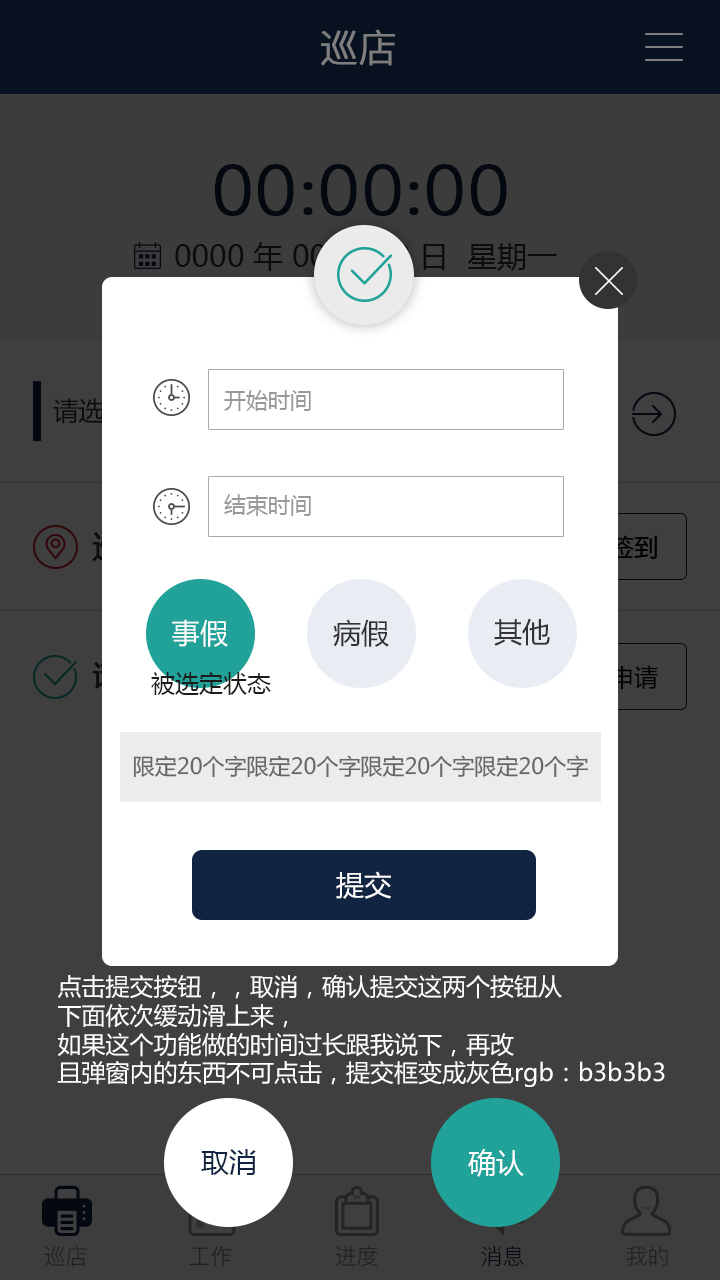 巡店
00:00:00
0000 年 00 日 星期一
开始时间
请选
结束时间
签到
事假
病假
其他
申请
被选定状态
限定20个字限定20个字限定20个字限定20个字
提交
点击提交按钮，，取消，确认提交这两个按钮从
下面依次缓动滑上来，
如果这个功能做的时间过长跟我说下，再改
且弹窗内的东西不可点击，提交框变成灰色rgb：b3b3b3
取消
确认
巡店
工作
进度
消息
我的